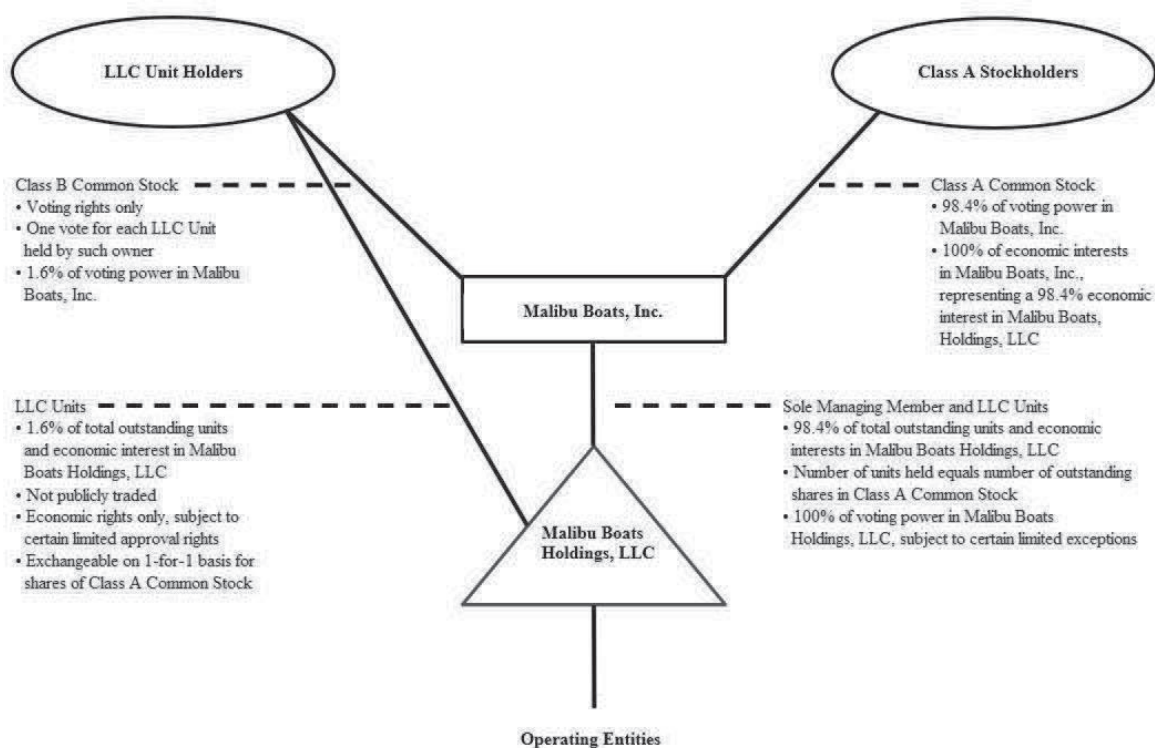 LLC Unit Holders
Class A Stockholders
Class B Common Stock
• Voting rights only
• One vote for each LLC Unit
held by such owner
• 1.6% of voting power in Malibu
Boats, Inc.
Class A Common Stock
• 98.4% of voting power in
Malibu Boats, Inc.
• 100% of economic interests
in Malibu Boats, Inc.,
representing a 98.4% economic
interest in Malibu Boats,
Holdings, LLC
Malibu Boats, Inc.
LLC Units
• 1.6% of total outstanding units
and economic interest in Malibu
Boats Holdings, LLC
• Not publicly traded
• Economic rights only, subject to
certain limited approval rights
• Exchangeable on 1-for-1 basis for
shares of Class A Common Stock
Sole Managing Member and LLC Units
• 98.4% of total outstanding units and economic
interests in Malibu Boats Holdings, LLC
• Number of units held equals number of outstanding
shares in Class A Common Stock
• 100% of voting power in Malibu Boats
Holdings, LLC, subject to certain limited exceptions
Malibu Boats
Holdings, LLC
Operating Entities